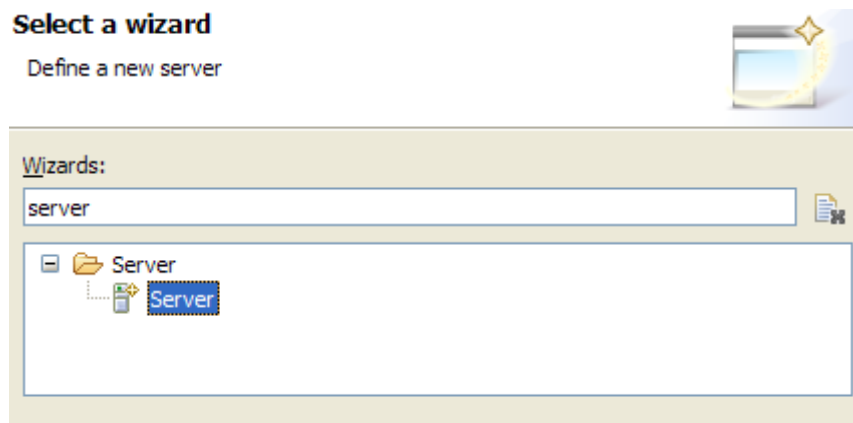 Select a wizard
Define a new server
Wizards:
server
Server
Server